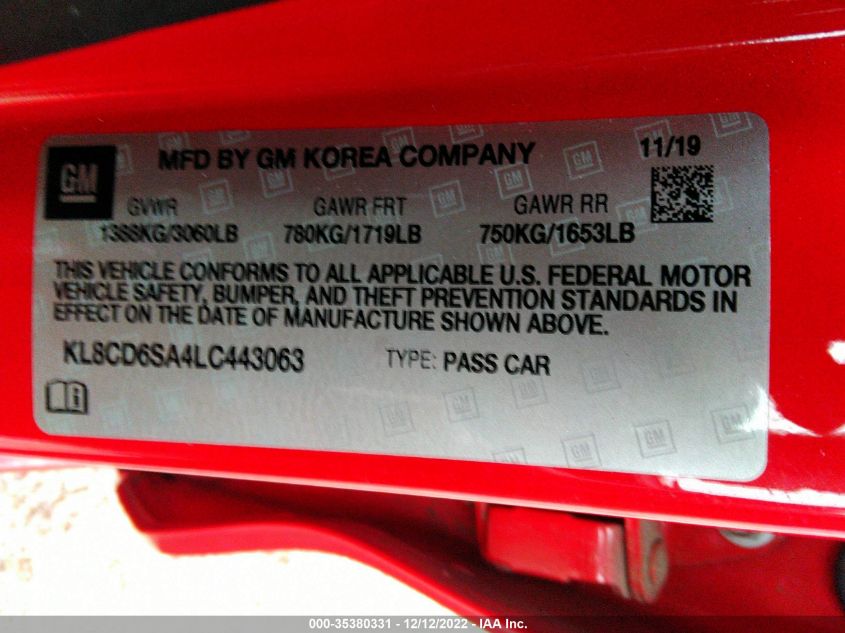 GM
MFD BY GM KOREA COMPANY
11/19
GVWR GAWR FRT GAWR RR
1388KG/3060LB 780KG/1719LB 750KG/1653LB
THIS VEHICLE CONFORMS TO ALL APPLICABLE U.S. FEDERAL MOTOR
VEHICLE SAFETY, BUMPER, AND THEFT PREVENTION STANDARDS IN
EFFECT ON THE DATE OF MANUFACTURE SHOWN ABOVE.
KL8CD6SA4LC443063 TYPE: PASS CAR
000-35380331 - 12/12/2022 - IAA Inc.